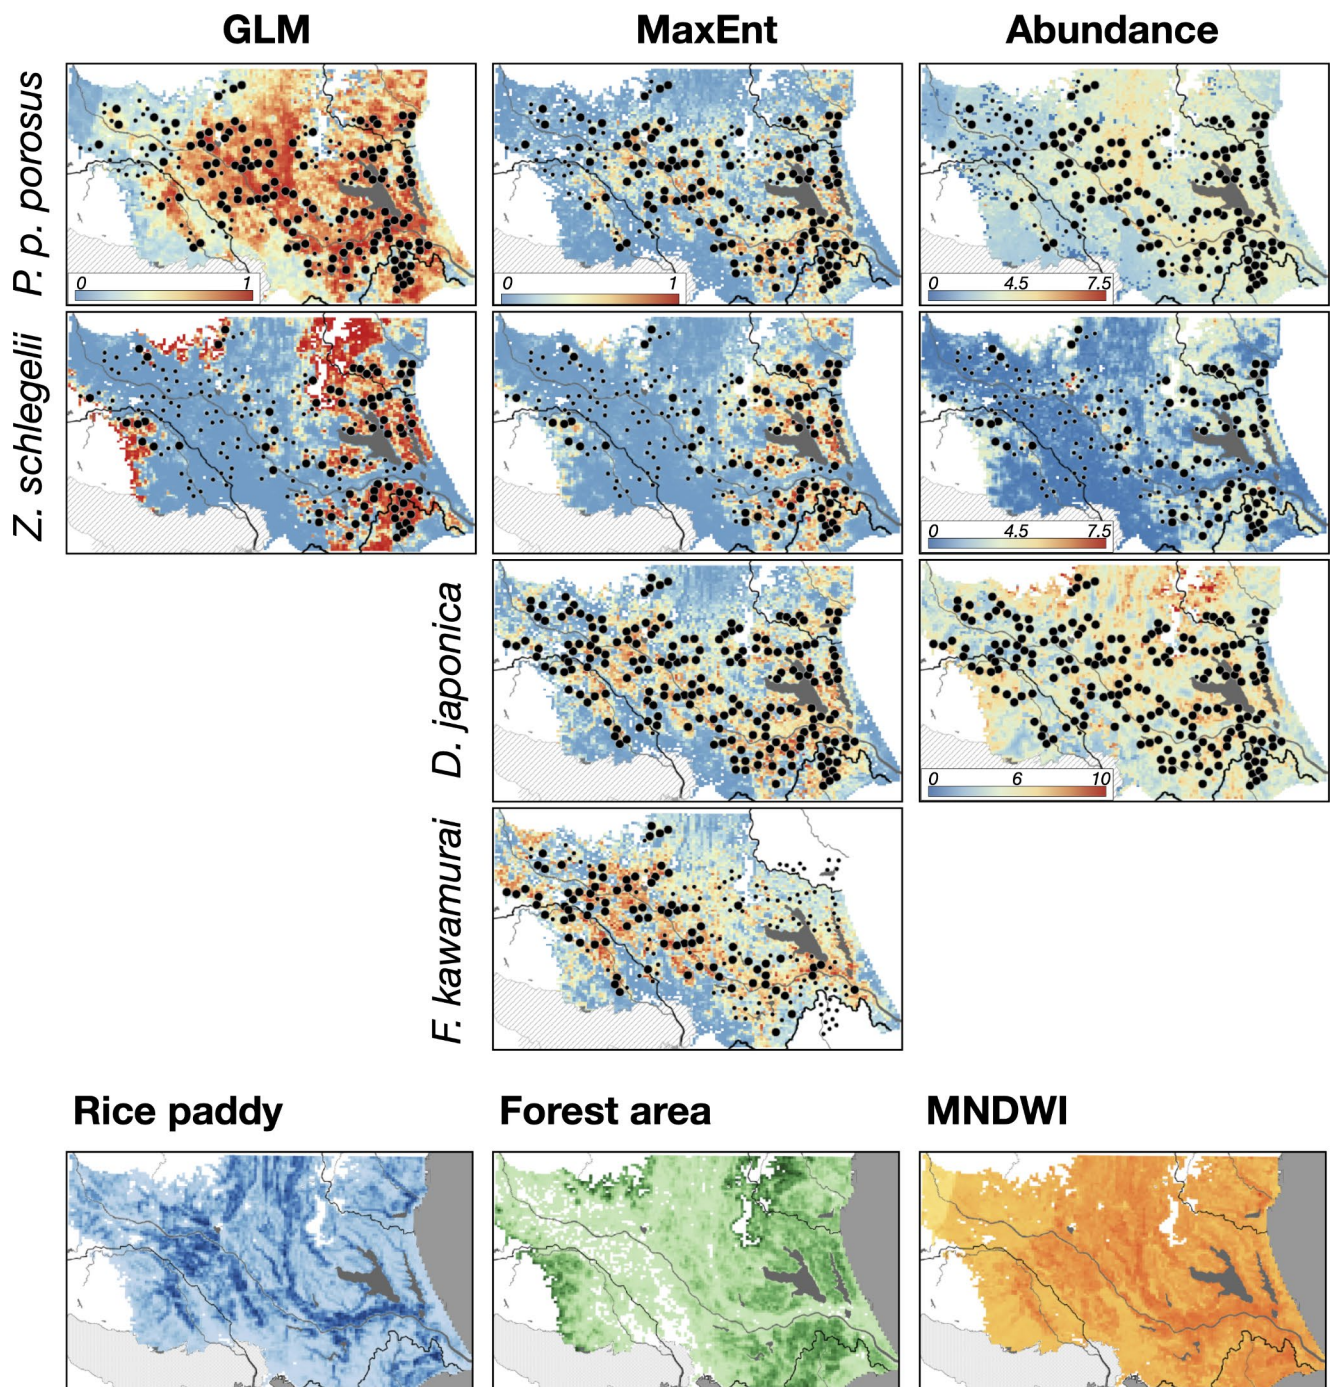 GLM MaxEnt Abundance
P. p. porosus
0 1
0 1
0 4.5 7.5
Z. schlegelii
0 4.5 7.5
D. japonica
0 6 10
F. kawamurai
Rice paddy Forest area MNDWI